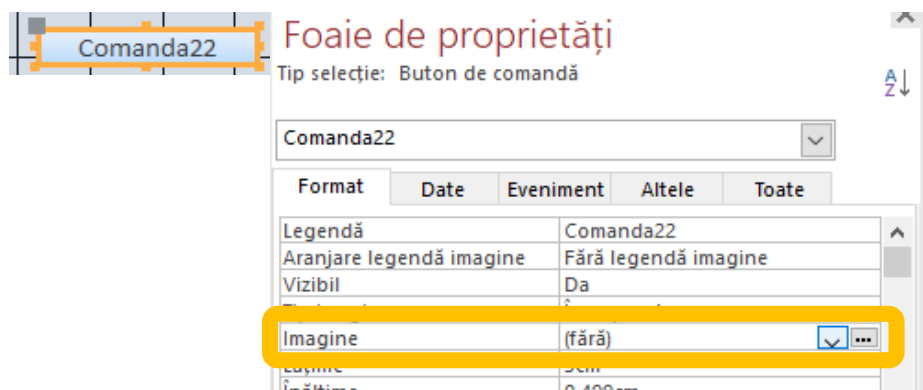 Comanda22
Foaie de proprietăți
Tip selecție: Buton de comandă
Comanda22
Format Date Eveniment Altele Toate
Legendă Comanda22
Aranjare legendă imagine Fără legendă imagine
Vizibil Da
Imagine (fără)